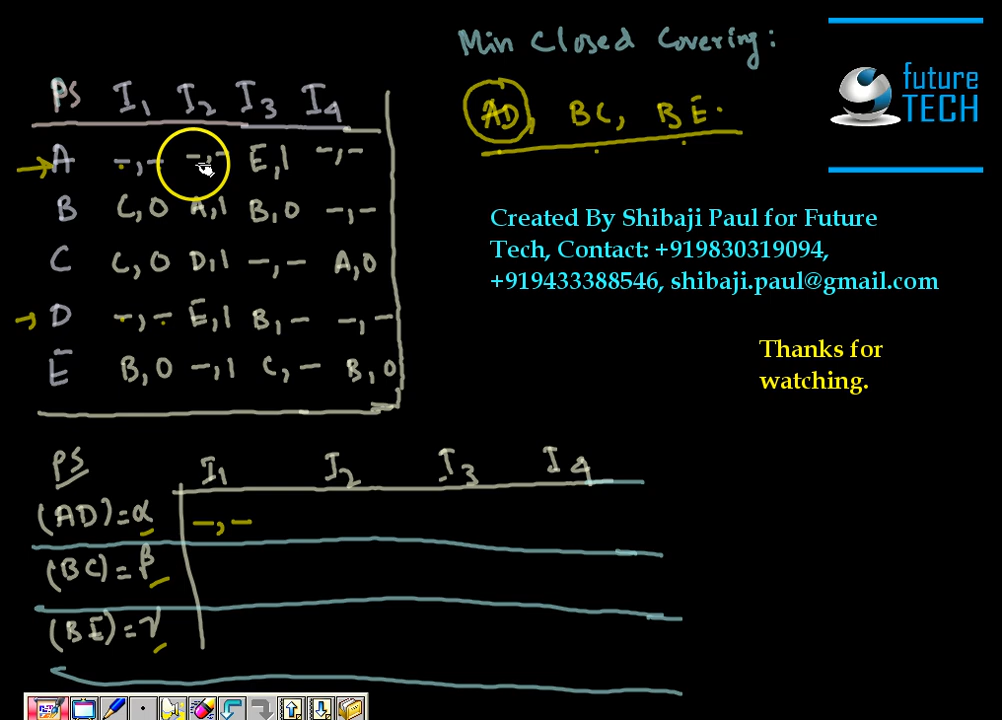 Min Closed Covering:
future
TECH
PS I1 I2 I3 I4
AD, BC, BE.
A -,- -,- E,1 -,-
B C,0 A,1 B,0 -,-
C C,0 D,1 -,- A,0
D -,- E,1 B,- -,-
E B,0 -,1 C,- B,0
Created By Shibaji Paul for Future
Tech, Contact: +919830319094,
+919433388546, shibaji.paul@gmail.com
Thanks for
watching.
PS I1 I2 I3 I4
(AD)=α -,-
(BC)=β
(BE)=γ